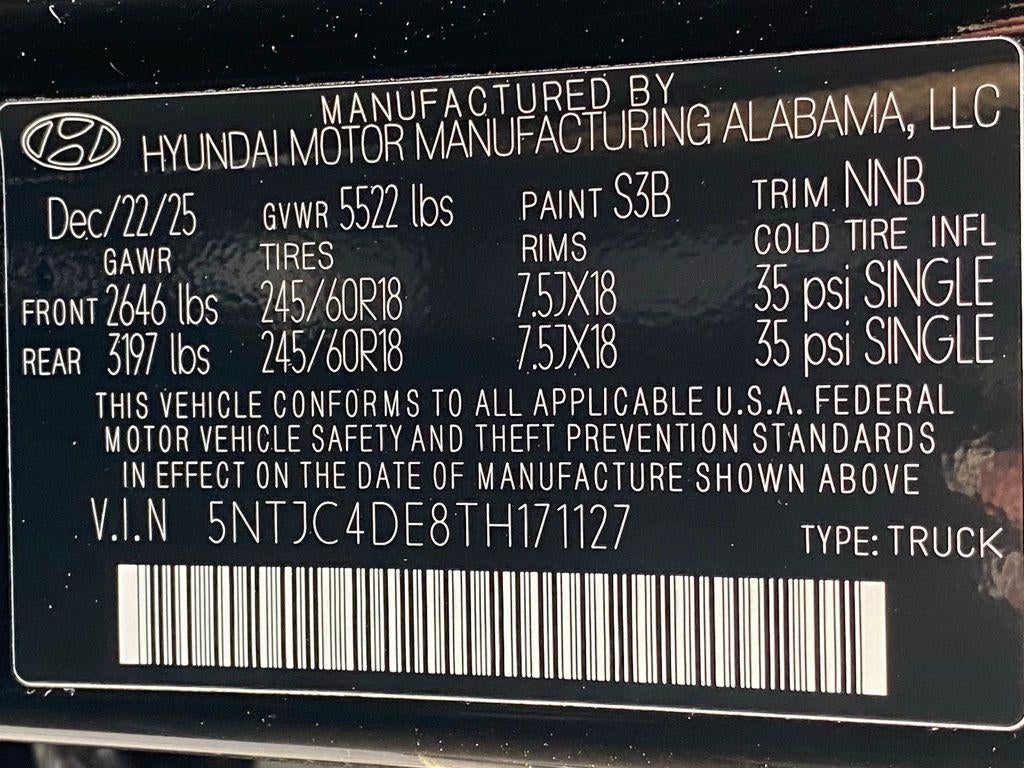 MANUFACTURED BY
HYUNDAI MOTOR MANUFACTURING ALABAMA, LLC
Dec/22/25 GVWR 5522 lbs PAINT S3B TRIM NNB
GAWR TIRES RIMS COLD TIRE INFL
FRONT 2646 lbs 245/60R18 7.5JX18 35 psi SINGLE
REAR 3197 lbs 245/60R18 7.5JX18 35 psi SINGLE
THIS VEHICLE CONFORMS TO ALL APPLICABLE U.S.A. FEDERAL
MOTOR VEHICLE SAFETY AND THEFT PREVENTION STANDARDS
IN EFFECT ON THE DATE OF MANUFACTURE SHOWN ABOVE
V.I.N 5NTJC4DE8TH171127 TYPE: TRUCK